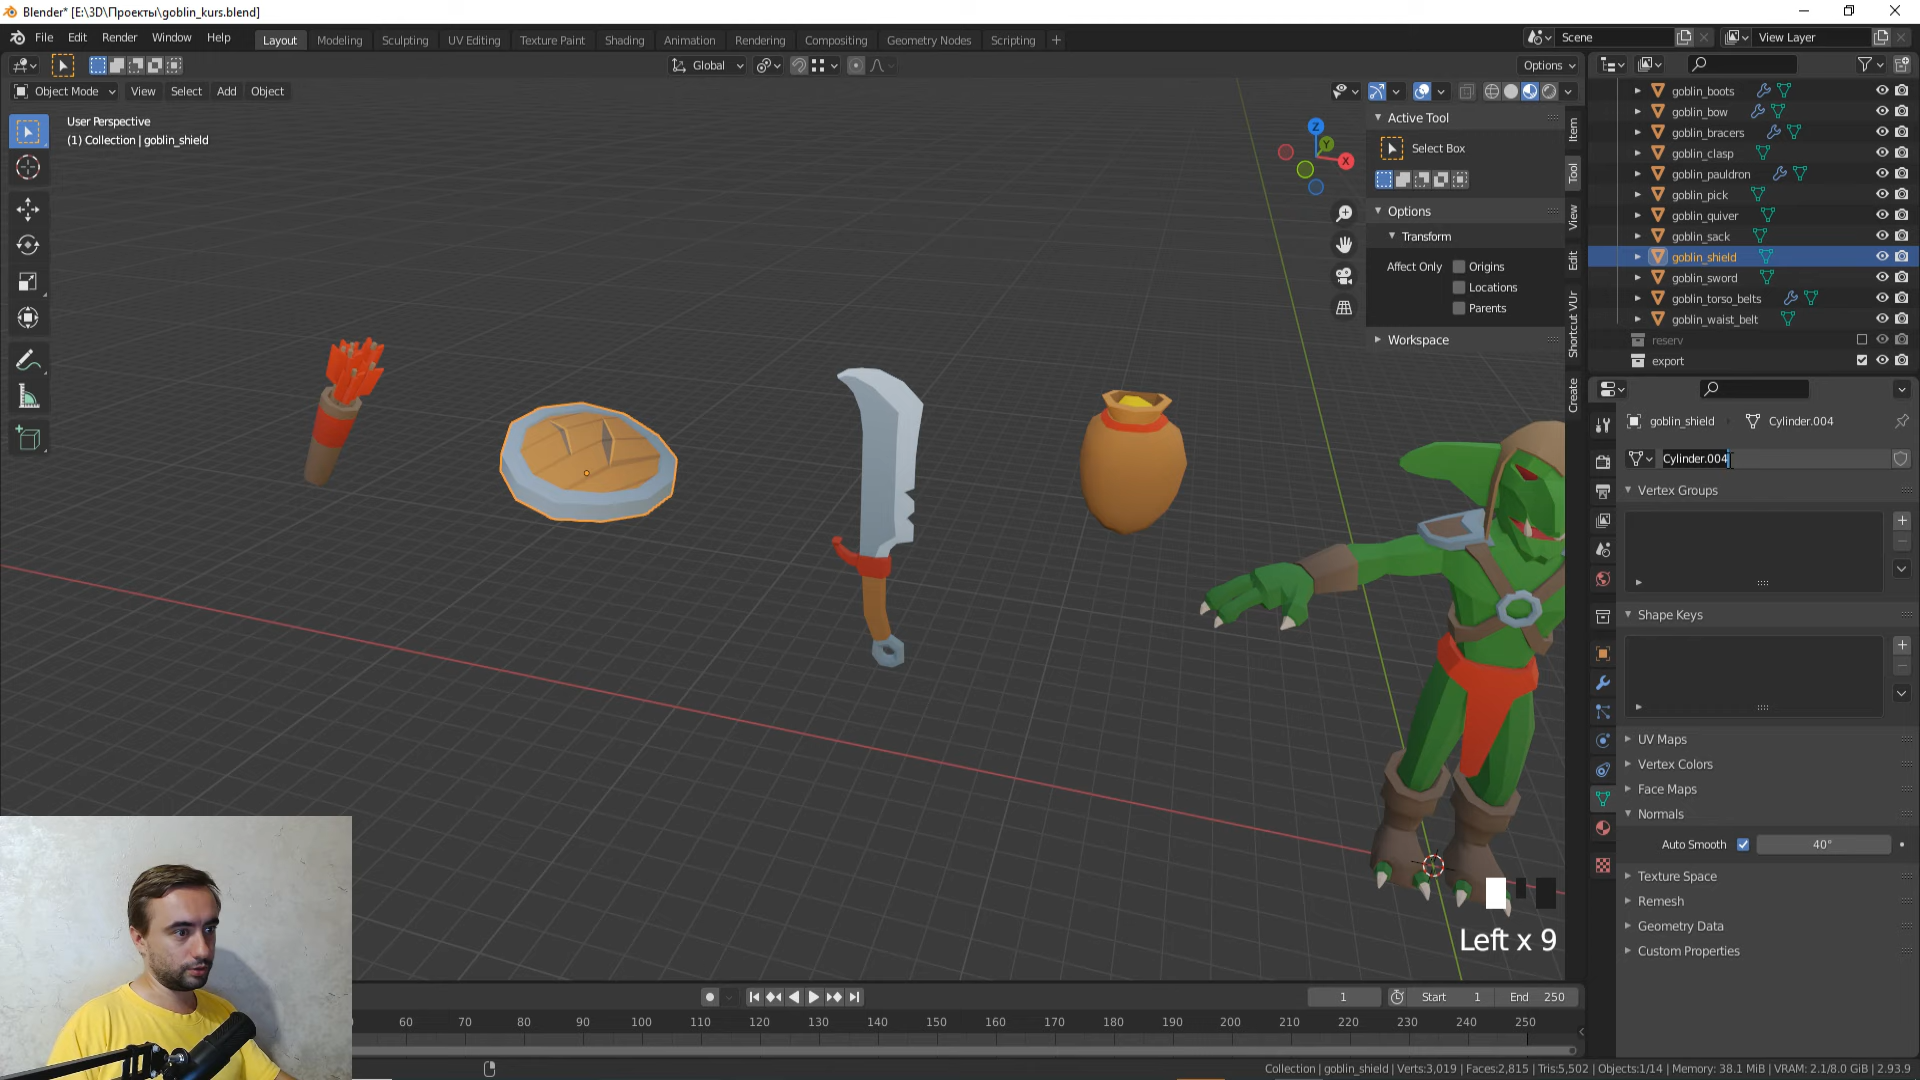 Blender* [E:\3D\Проекты\goblin_kurs.blend]
File Edit Render Window Help
Layout Modeling Sculpting UV Editing Texture Paint Shading Animation Rendering Compositing Geometry Nodes Scripting +
Scene View Layer
Global Options
Object Mode View Select Add Object
User Perspective
(1) Collection | goblin_shield
Z
Y
X
Active Tool
Select Box
Options
Transform
Affect Only Origins
Locations
Parents
Workspace
Item
Tool
View
Edit
Shortcut VUr
Create
goblin_boots
goblin_bow
goblin_bracers
goblin_clasp
goblin_pauldron
goblin_pick
goblin_quiver
goblin_sack
goblin_shield
goblin_sword
goblin_torso_belts
goblin_waist_belt
reserv
export
goblin_shield Cylinder.004
Cylinder.004
Vertex Groups
Shape Keys
UV Maps
Vertex Colors
Face Maps
Normals
Auto Smooth 40°
Texture Space
Remesh
Geometry Data
Custom Properties
Left x 9
1 Start 1 End 250
60 70 80 90 100 110 120 130 140 150 160 170 180 190 200 210 220 230 240 250
Collection | goblin_shield | Verts:3,019 | Faces:2,815 | Tris:5,502 | Objects:1/14 | Memory: 38.1 MiB | VRAM: 2.1/8.0 GiB | 2.93.9